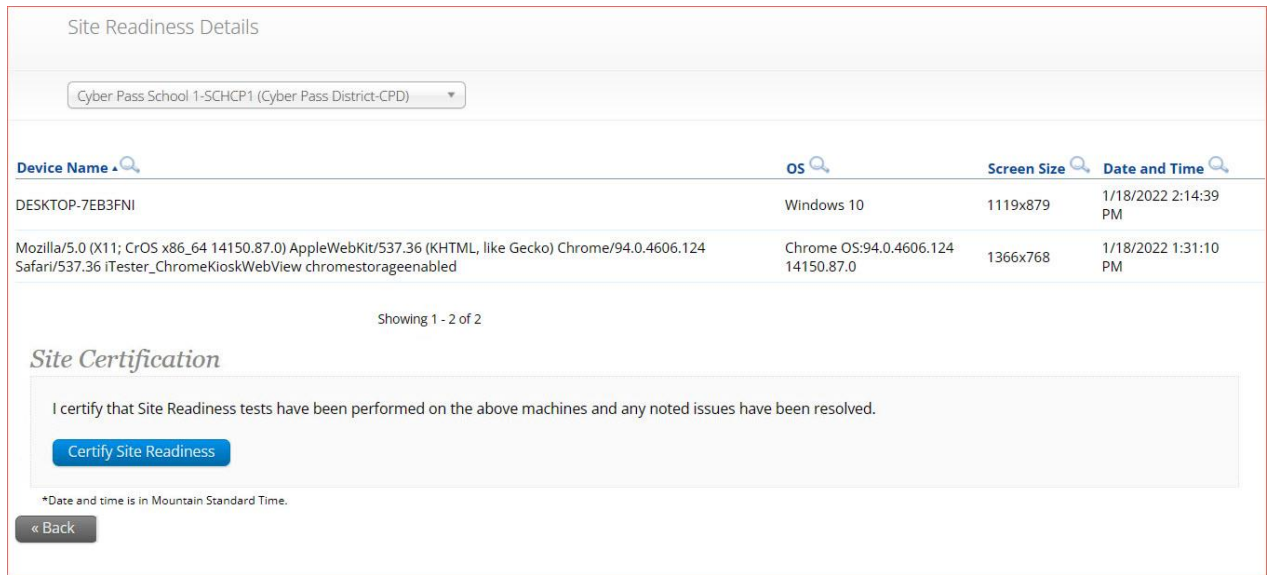 Site Readiness Details
Cyber Pass School 1-SCHCP1 (Cyber Pass District-CPD)
Device Name OS Screen Size Date and Time
DESKTOP-7EB3FNI Windows 10 1119x879 1/18/2022 2:14:39
PM
Mozilla/5.0 (X11; CrOS x86_64 14150.87.0) AppleWebKit/537.36 (KHTML, like Gecko) Chrome/94.0.4606.124 Chrome OS:94.0.4606.124 1366x768 1/18/2022 1:31:10
Safari/537.36 iTester_ChromeKioskWebView chromestorageenabled 14150.87.0 PM
Showing 1 - 2 of 2
Site Certification
I certify that Site Readiness tests have been performed on the above machines and any noted issues have been resolved.
Certify Site Readiness
*Date and time is in Mountain Standard Time.
« Back